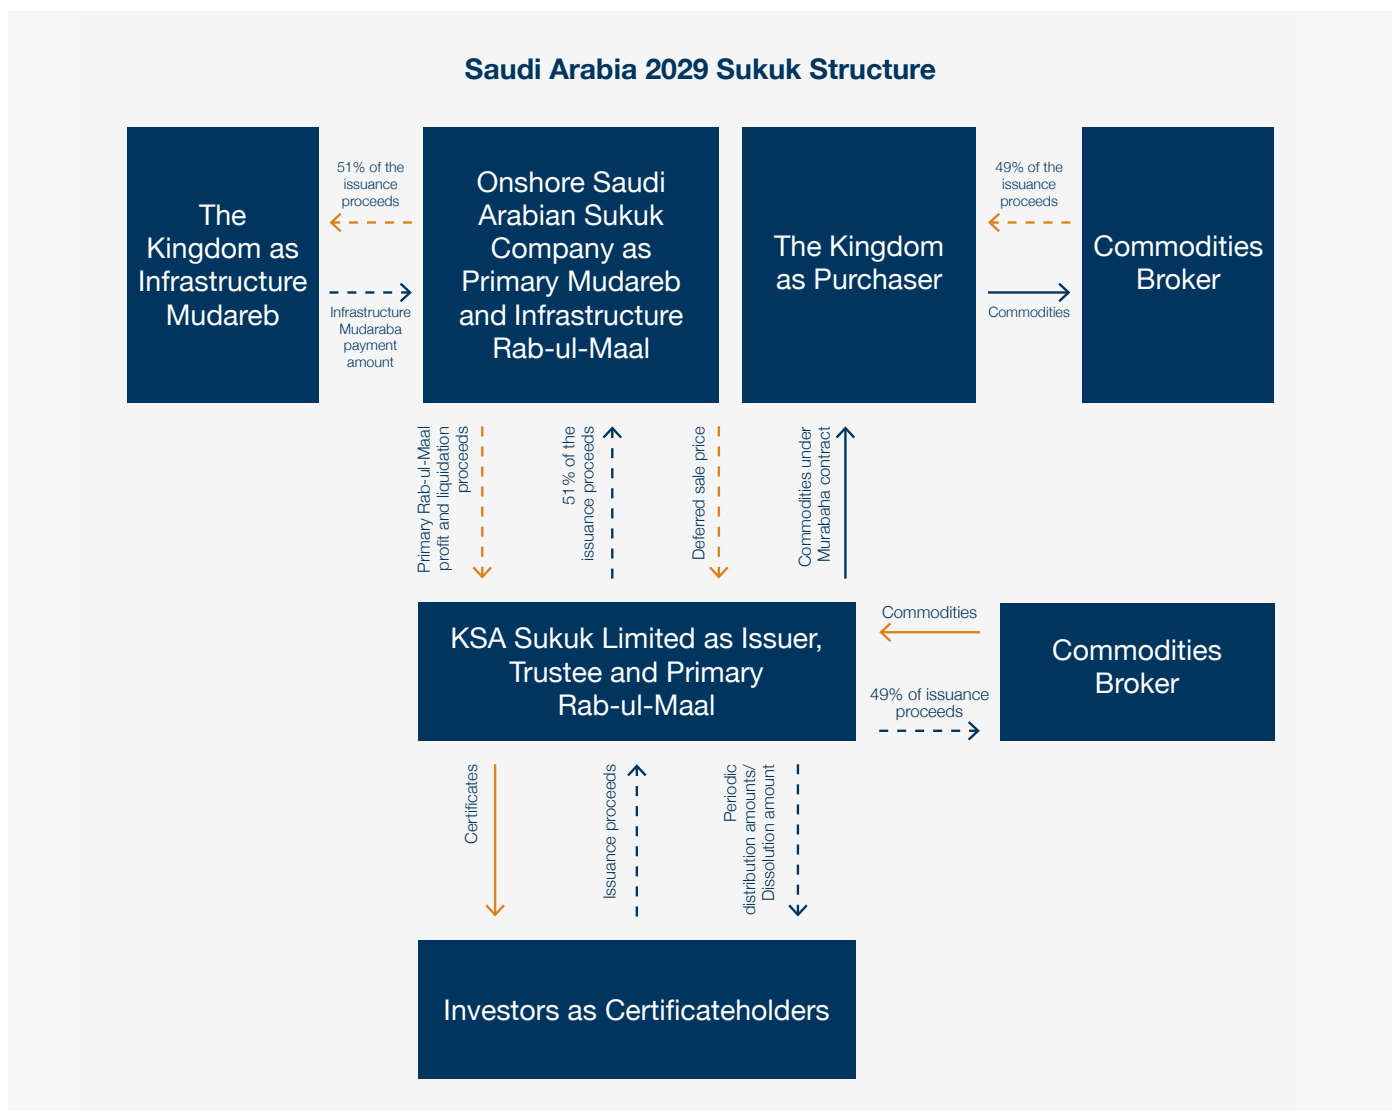 Saudi Arabia 2029 Sukuk Structure
The
Kingdom as
Infrastructure
Mudareb
51% of the
issuance
proceeds
Infrastructure
Mudaraba
payment
amount
Onshore Saudi
Arabian Sukuk
Company as
Primary Mudareb
and Infrastructure
Rab-ul-Maal
The Kingdom
as Purchaser
49% of the
issuance
proceeds
Commodities
Commodities
Broker
Primary Rab-ul-Maal
profit and liquidation
proceeds
51% of the
issuance proceeds
Deferred sale price
Commodities under
Murabaha contract
KSA Sukuk Limited as Issuer,
Trustee and Primary
Rab-ul-Maal
Commodities
49% of issuance
proceeds
Commodities
Broker
Certificates
Issuance proceeds
Periodic
distribution amounts/
Dissolution amount
Investors as Certificateholders